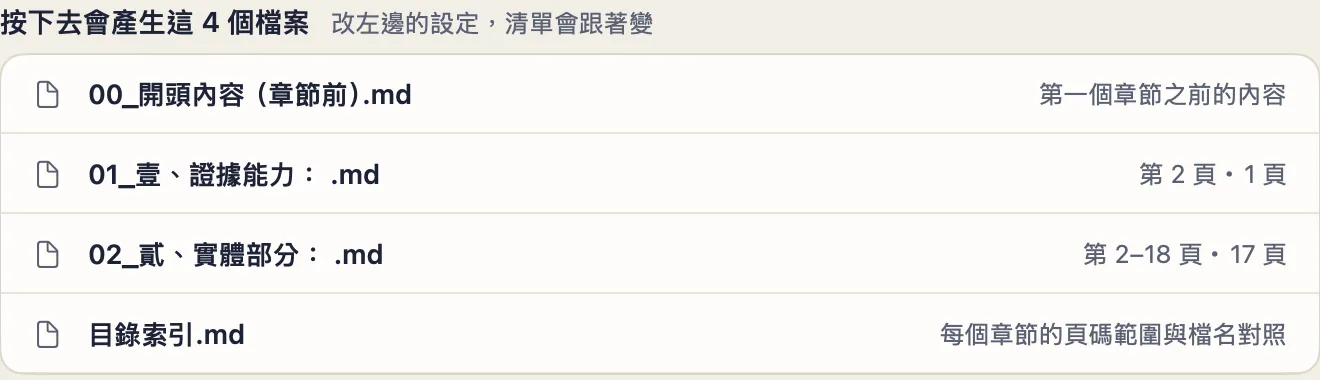 按下去會產生這 4 個檔案 改左邊的設定，清單會跟著變
00_開頭內容（章節前）.md 第一個章節之前的內容
01_壹、證據能力： .md 第 2 頁・1 頁
02_貳、實體部分： .md 第 2–18 頁・17 頁
目錄索引.md 每個章節的頁碼範圍與檔名對照